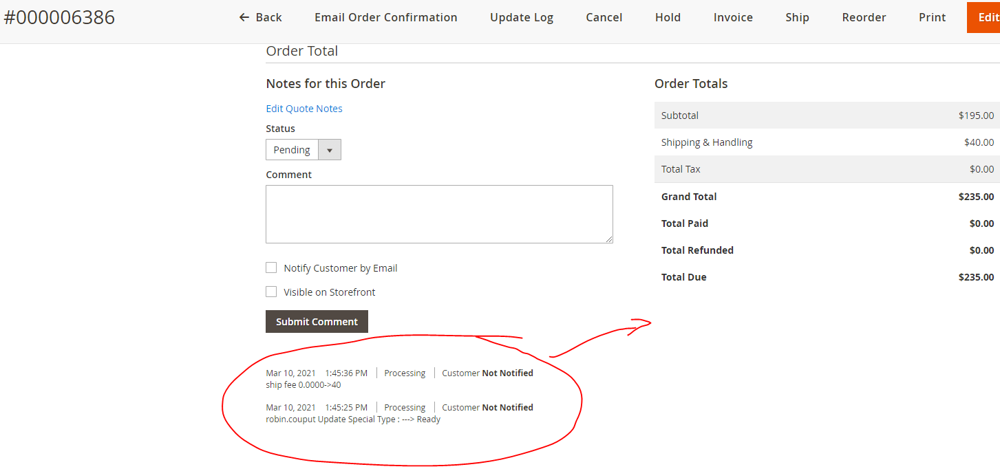 #000006386
Back Email Order Confirmation Update Log Cancel Hold Invoice Ship Reorder Print Edit
Order Total
Notes for this Order
Edit Quote Notes
Status
Pending
Comment
Notify Customer by Email
Visible on Storefront
Submit Comment
Mar 10, 2021 1:45:36 PM Processing Customer Not Notified
ship fee 0.0000->40
Mar 10, 2021 1:45:25 PM Processing Customer Not Notified
robin.couput Update Special Type : ---> Ready
Order Totals
Subtotal $195.00
Shipping & Handling $40.00
Total Tax $0.00
Grand Total $235.00
Total Paid $0.00
Total Refunded $0.00
Total Due $235.00